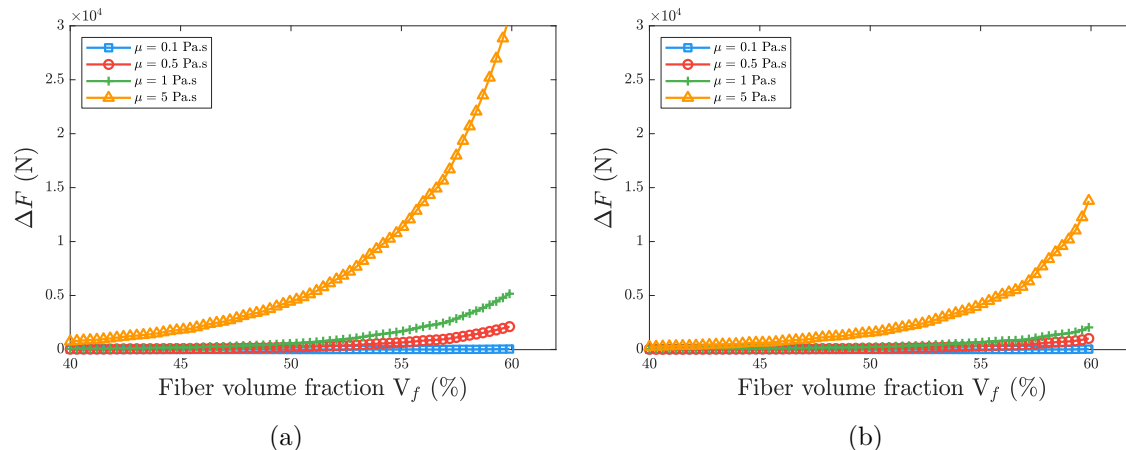 ×10⁴
3
2.5
2
1.5
1
0.5
0
ΔF (N)
μ = 0.1 Pa.s
μ = 0.5 Pa.s
μ = 1 Pa.s
μ = 5 Pa.s
40 45 50 55 60
Fiber volume fraction V_f (%)
(a)
×10⁴
3
2.5
2
1.5
1
0.5
0
ΔF (N)
μ = 0.1 Pa.s
μ = 0.5 Pa.s
μ = 1 Pa.s
μ = 5 Pa.s
40 45 50 55 60
Fiber volume fraction V_f (%)
(b)